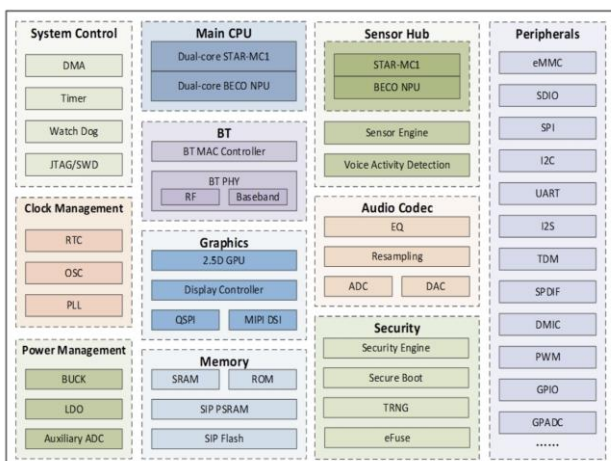 System Control
DMA
Timer
Watch Dog
JTAG/SWD
Clock Management
RTC
OSC
PLL
Power Management
BUCK
LDO
Auxiliary ADC
Main CPU
Dual-core STAR-MC1
Dual-core BECO NPU
BT
BT MAC Controller
BT PHY
RF Baseband
Graphics
2.5D GPU
Display Controller
QSPI MIPI DSI
Memory
SRAM ROM
SIP PSRAM
SIP Flash
Sensor Hub
STAR-MC1
BECO NPU
Sensor Engine
Voice Activity Detection
Audio Codec
EQ
Resampling
ADC DAC
Security
Security Engine
Secure Boot
TRNG
eFuse
Peripherals
eMMC
SDIO
SPI
I2C
UART
I2S
TDM
SPDIF
DMIC
PWM
GPIO
GPADC
......